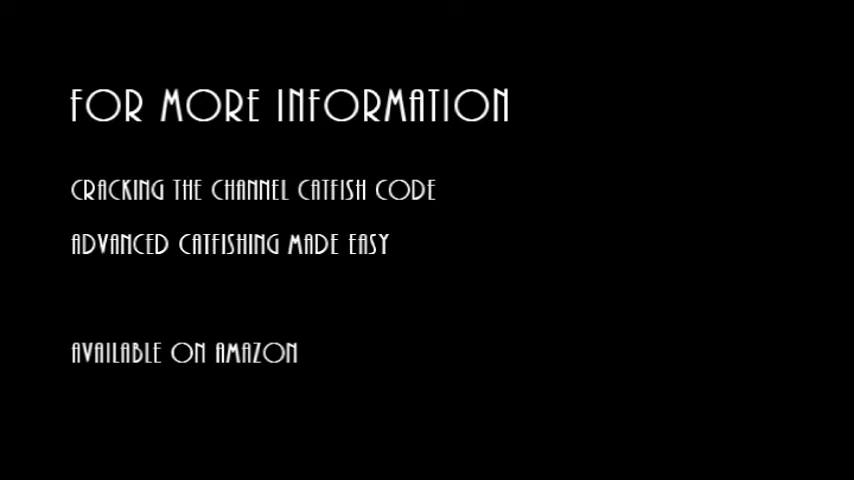 FOR MORE INFORMATION
CRACKING THE CHANNEL CATFISH CODE
ADVANCED CATFISHING MADE EASY
AVAILABLE ON AMAZON